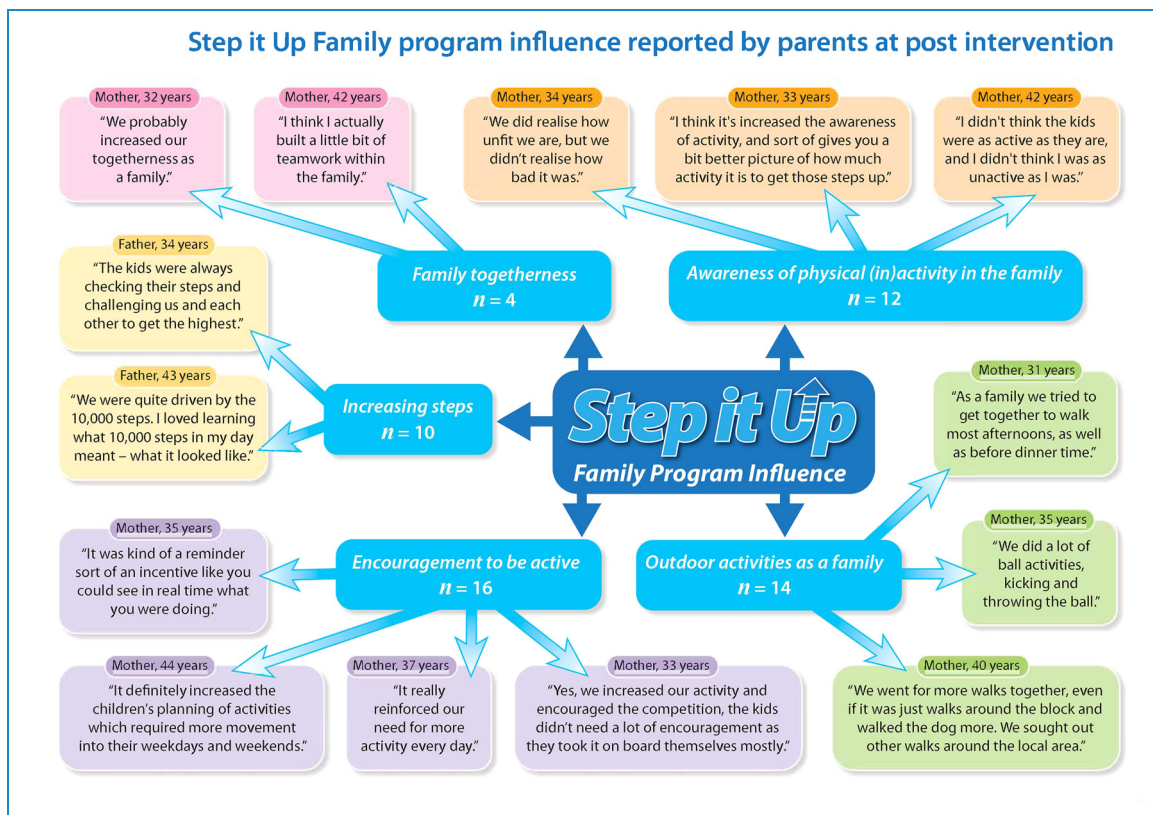 Step it Up Family program influence reported by parents at post intervention
Mother, 32 years
“We probably
increased our
togetherness as
a family.”
Mother, 42 years
“I think I actually
built a little bit of
teamwork within
the family.”
Mother, 34 years
“We did realise how
unfit we are, but we
didn’t realise how
bad it was.”
Mother, 33 years
“I think it's increased the awareness
of activity, and sort of gives you a
bit better picture of how much
activity it is to get those steps up.”
Mother, 42 years
“I didn't think the kids
were as active as they are,
and I didn't think I was as
unactive as I was.”
Family togetherness
n = 4
Awareness of physical (in)activity in the family
n = 12
Father, 34 years
“The kids were always
checking their steps and
challenging us and each
other to get the highest.”
Father, 43 years
“We were quite driven by the
10,000 steps. I loved learning
what 10,000 steps in my day
meant – what it looked like.”
Increasing steps
n = 10
Step it Up
Family Program Influence
Mother, 31 years
“As a family we tried to
get together to walk
most afternoons, as well
as before dinner time.”
Mother, 35 years
“We did a lot of
ball activities,
kicking and
throwing the ball.”
Mother, 35 years
“It was kind of a reminder
sort of an incentive like you
could see in real time what
you were doing.”
Encouragement to be active
n = 16
Outdoor activities as a family
n = 14
Mother, 44 years
“It definitely increased the
children’s planning of activities
which required more movement
into their weekdays and weekends.”
Mother, 37 years
“It really
reinforced our
need for more
activity every day.”
Mother, 33 years
“Yes, we increased our activity and
encouraged the competition, the kids
didn’t need a lot of encouragement as
they took it on board themselves mostly.”
Mother, 40 years
“We went for more walks together, even
if it was just walks around the block and
walked the dog more. We sought out
other walks around the local area.”